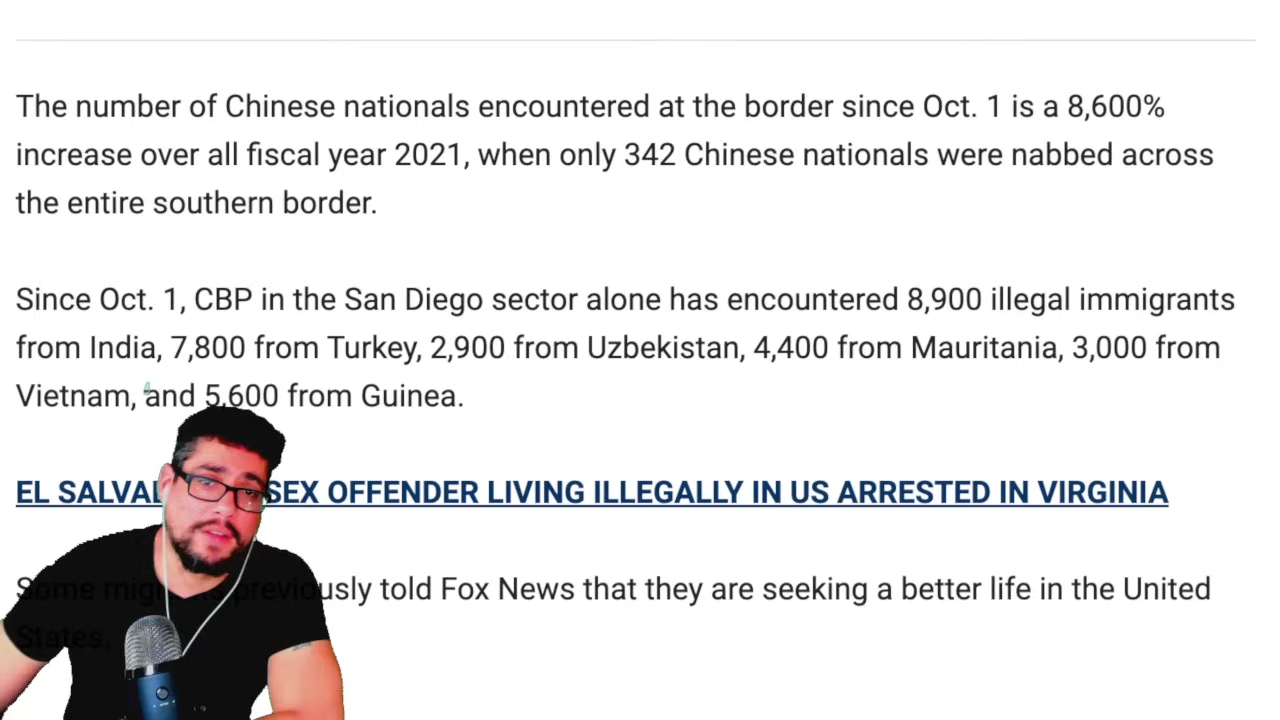 The number of Chinese nationals encountered at the border since Oct. 1 is a 8,600%
increase over all fiscal year 2021, when only 342 Chinese nationals were nabbed across
the entire southern border.
Since Oct. 1, CBP in the San Diego sector alone has encountered 8,900 illegal immigrants
from India, 7,800 from Turkey, 2,900 from Uzbekistan, 4,400 from Mauritania, 3,000 from
Vietnam, and 5,600 from Guinea.
EL SEX OFFENDER LIVING ILLEGALLY IN US ARRESTED IN VIRGINIA
Some previously told Fox News that they are seeking a better life in the United
States.